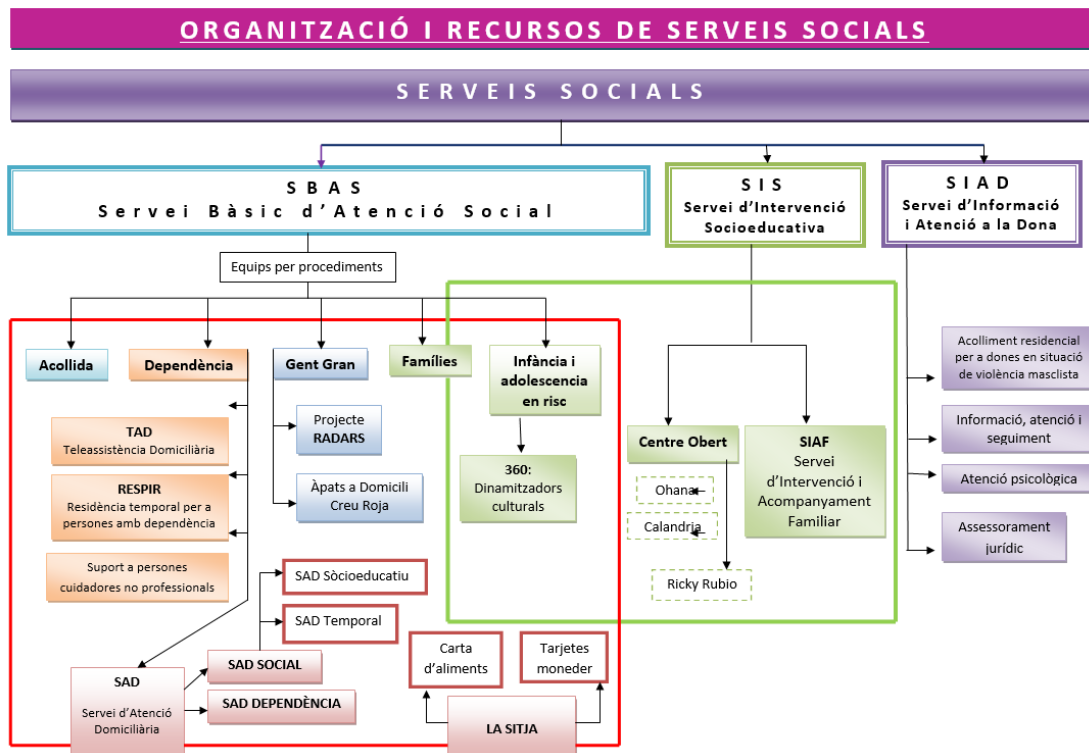 ORGANITZACIÓ I RECURSOS DE SERVEIS SOCIALS
SERVEIS SOCIALS
SBAS
Servei Bàsic d'Atenció Social
SIS
Servei d'Intervenció
Socioeducativa
SIAD
Servei d'Informació
i Atenció a la Dona
Equips per procediments
Acollida
Dependència
Gent Gran
Famílies
Infància i
adolescencia
en risc
TAD
Teleassistència Domiciliària
RESPIR
Residència temporal per a
persones amb dependència
Suport a persones
cuidadores no professionals
Projecte
RADARS
Àpats a Domicili
Creu Roja
360:
Dinamitzadors
culturals
Centre Obert
Ohana
Calandria
Ricky Rubio
SIAF
Servei
d'Intervenció i
Acompanyament
Familiar
Acolliment residencial
per a dones en situació
de violència masclista
Informació, atenció i
seguiment
Atenció psicològica
Assessorament
jurídic
SAD Sòcioeducatiu
SAD Temporal
SAD
Servei d'Atenció
Domiciliària
SAD SOCIAL
SAD DEPENDÈNCIA
Carta
d'aliments
Tarjetes
moneder
LA SITJA